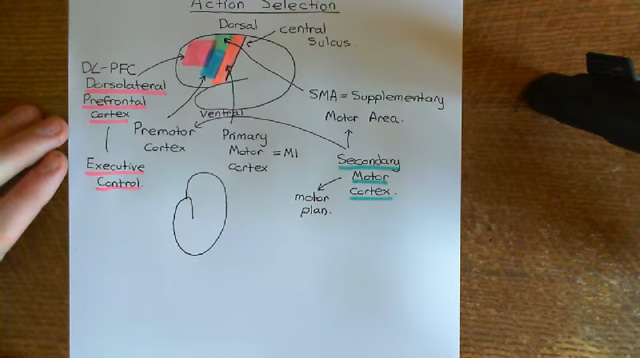 Action Selection
Dorsal
central
Sulcus.
DL-PFC
Dorsolateral
Prefrontal
cortex
Executive
Control.
ventral
Premotor
Cortex
Primary
Motor = M1
cortex
SMA = Supplementary
Motor Area.
Secondary
Motor
Cortex.
motor
plan.